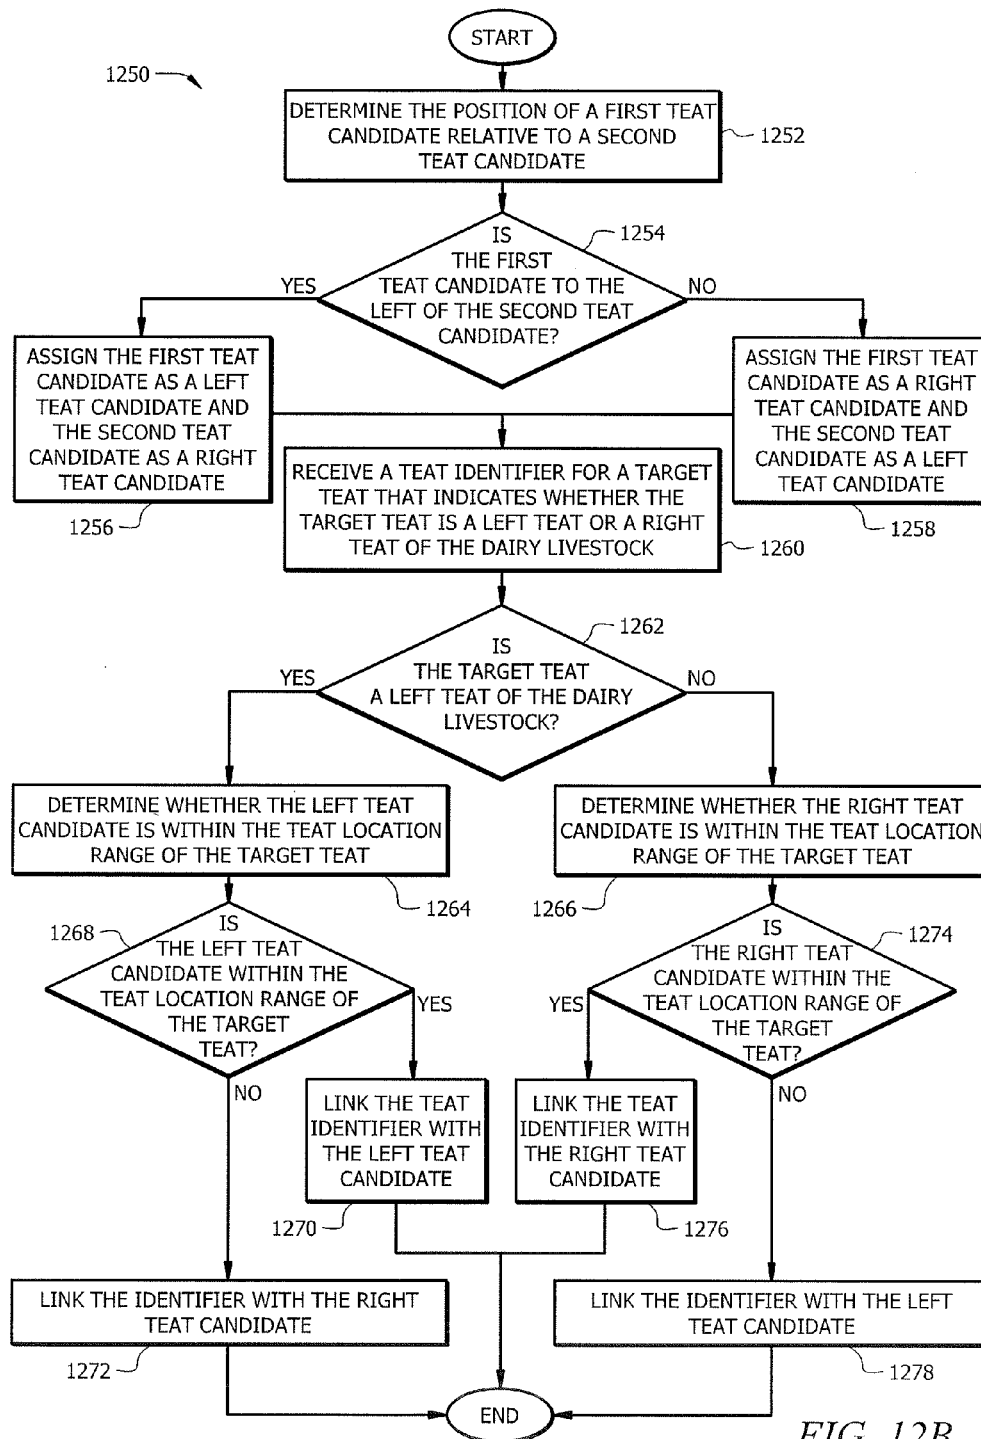 START
1250
DETERMINE THE POSITION OF A FIRST TEAT
CANDIDATE RELATIVE TO A SECOND
TEAT CANDIDATE
1252
IS
THE FIRST
TEAT CANDIDATE TO THE
LEFT OF THE SECOND TEAT
CANDIDATE?
1254
YES
NO
ASSIGN THE FIRST TEAT
CANDIDATE AS A LEFT
TEAT CANDIDATE AND
THE SECOND TEAT
CANDIDATE AS A RIGHT
TEAT CANDIDATE
1256
ASSIGN THE FIRST TEAT
CANDIDATE AS A RIGHT
TEAT CANDIDATE AND
THE SECOND TEAT
CANDIDATE AS A LEFT
TEAT CANDIDATE
1258
RECEIVE A TEAT IDENTIFIER FOR A TARGET
TEAT THAT INDICATES WHETHER THE
TARGET TEAT IS A LEFT TEAT OR A RIGHT
TEAT OF THE DAIRY LIVESTOCK
1260
IS
THE TARGET TEAT
A LEFT TEAT OF THE DAIRY
LIVESTOCK?
1262
YES
NO
DETERMINE WHETHER THE LEFT TEAT
CANDIDATE IS WITHIN THE TEAT LOCATION
RANGE OF THE TARGET TEAT
1264
DETERMINE WHETHER THE RIGHT TEAT
CANDIDATE IS WITHIN THE TEAT LOCATION
RANGE OF THE TARGET TEAT
1266
1268
IS
THE LEFT TEAT
CANDIDATE WITHIN THE
TEAT LOCATION RANGE OF
THE TARGET
TEAT?
YES
NO
IS
THE RIGHT TEAT
CANDIDATE WITHIN THE
TEAT LOCATION RANGE OF
THE TARGET
TEAT?
1274
YES
NO
LINK THE TEAT
IDENTIFIER WITH
THE LEFT TEAT
CANDIDATE
1270
LINK THE TEAT
IDENTIFIER WITH
THE RIGHT TEAT
CANDIDATE
1276
LINK THE IDENTIFIER WITH THE RIGHT
TEAT CANDIDATE
1272
LINK THE IDENTIFIER WITH THE LEFT
TEAT CANDIDATE
1278
END
FIG. 12B